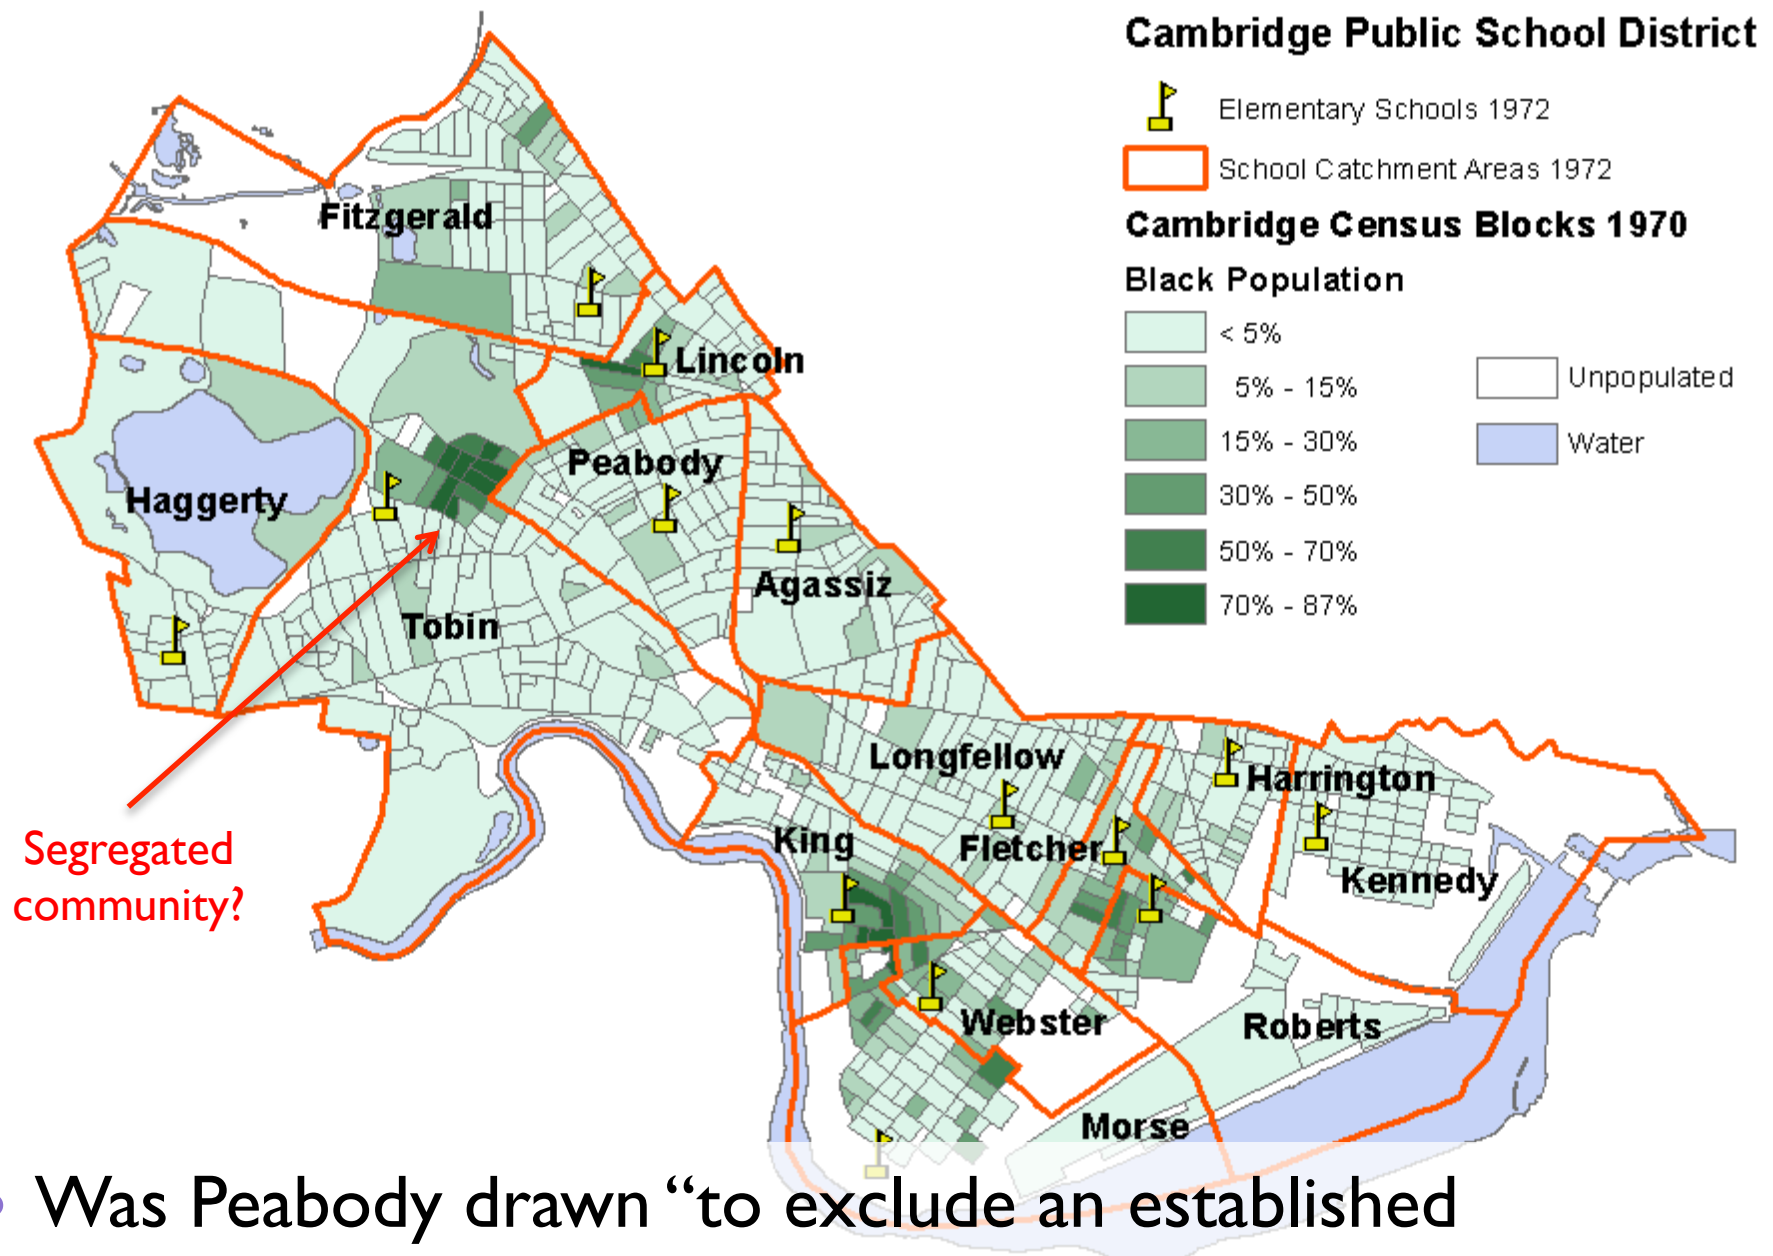 Cambridge Public School District
Elementary Schools 1972
School Catchment Areas 1972
Cambridge Census Blocks 1970
Black Population
< 5%
5% - 15%
15% - 30%
30% - 50%
50% - 70%
70% - 87%
Unpopulated
Water
Fitzgerald
Lincoln
Peabody
Haggerty
Agassiz
Tobin
Longfellow
Harrington
King
Fletcher
Kennedy
Webster
Roberts
Morse
Segregated
community?
• Was Peabody drawn “to exclude an established